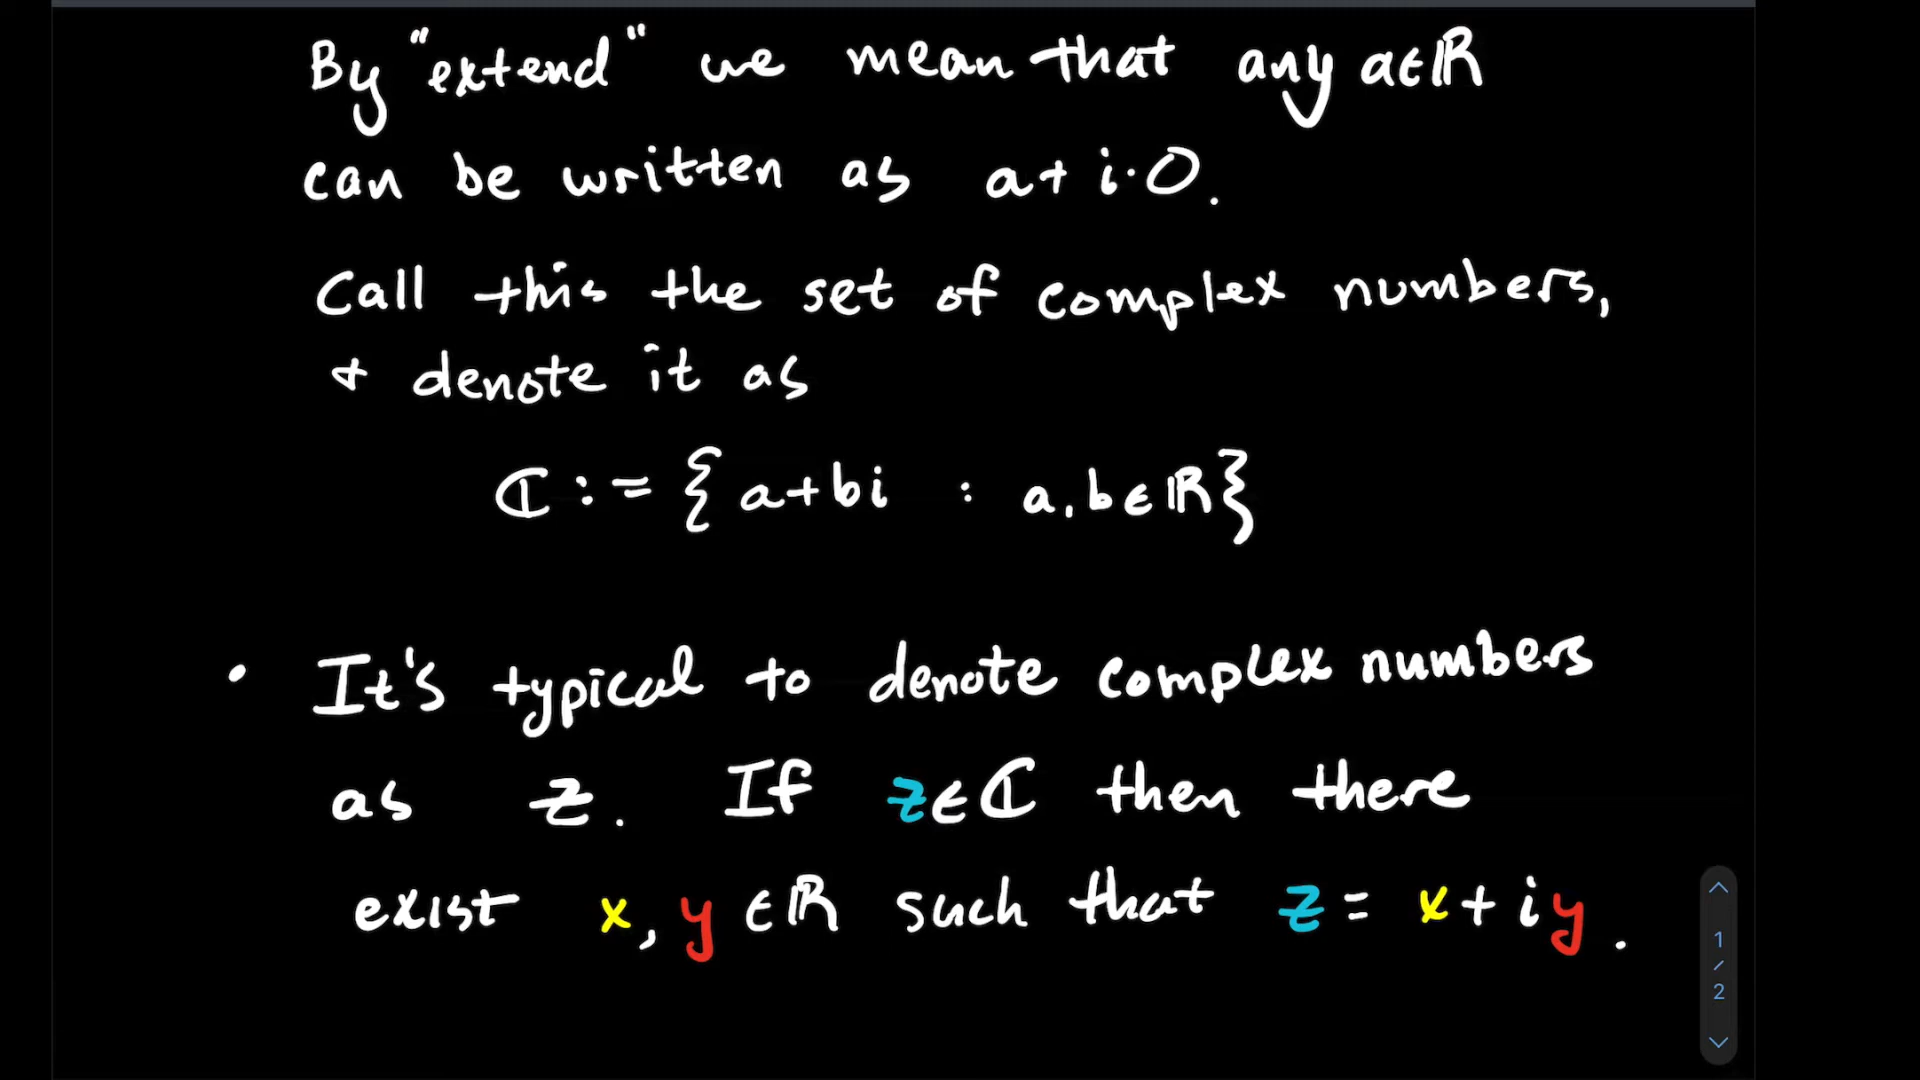 By "extend" we mean that any a∈ℝ
can be written as a + i·0.
Call this the set of complex numbers,
& denote it as
ℂ := { a+bi : a,b∈ℝ}
• It's typical to denote complex numbers
as z. If z∈ℂ then there
exist x, y ∈ℝ such that z = x + iy.
1
/
2